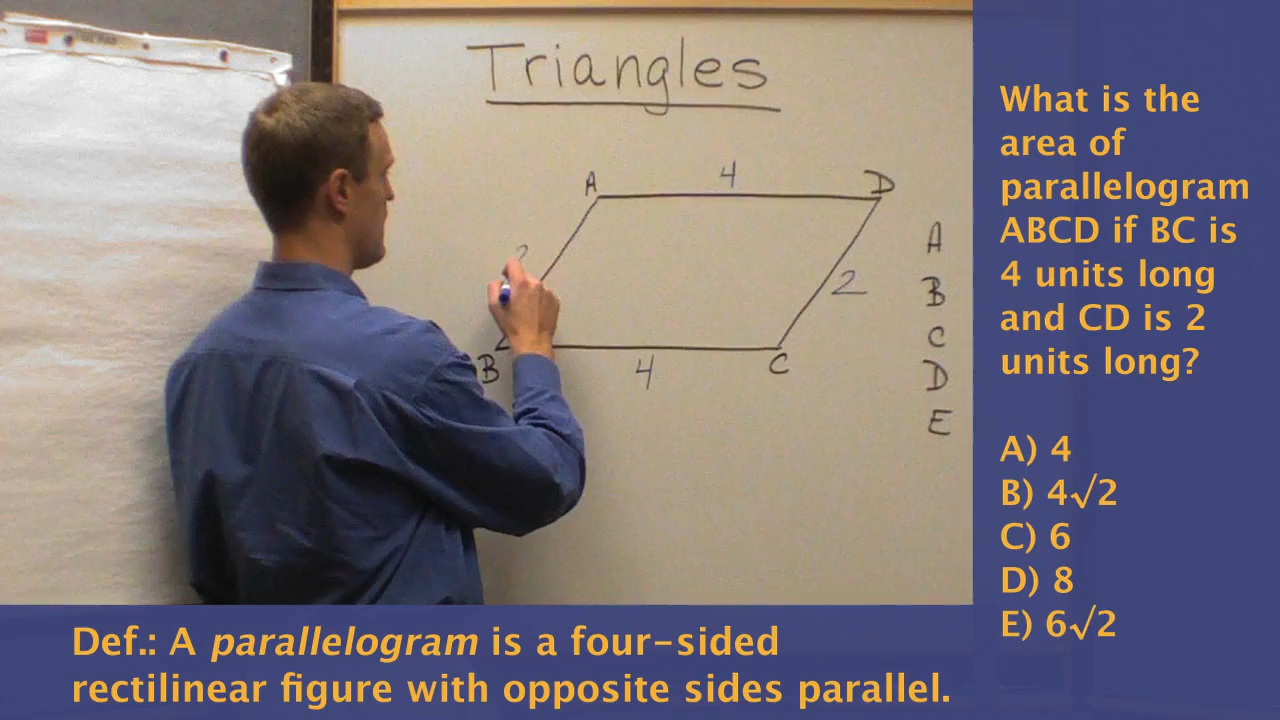 Triangles
A
4
D
2
2
B
4
C
A
B
C
D
E
What is the
area of
parallelogram
ABCD if BC is
4 units long
and CD is 2
units long?
A) 4
B) 4√2
C) 6
D) 8
E) 6√2
Def.: A parallelogram is a four-sided
rectilinear figure with opposite sides parallel.